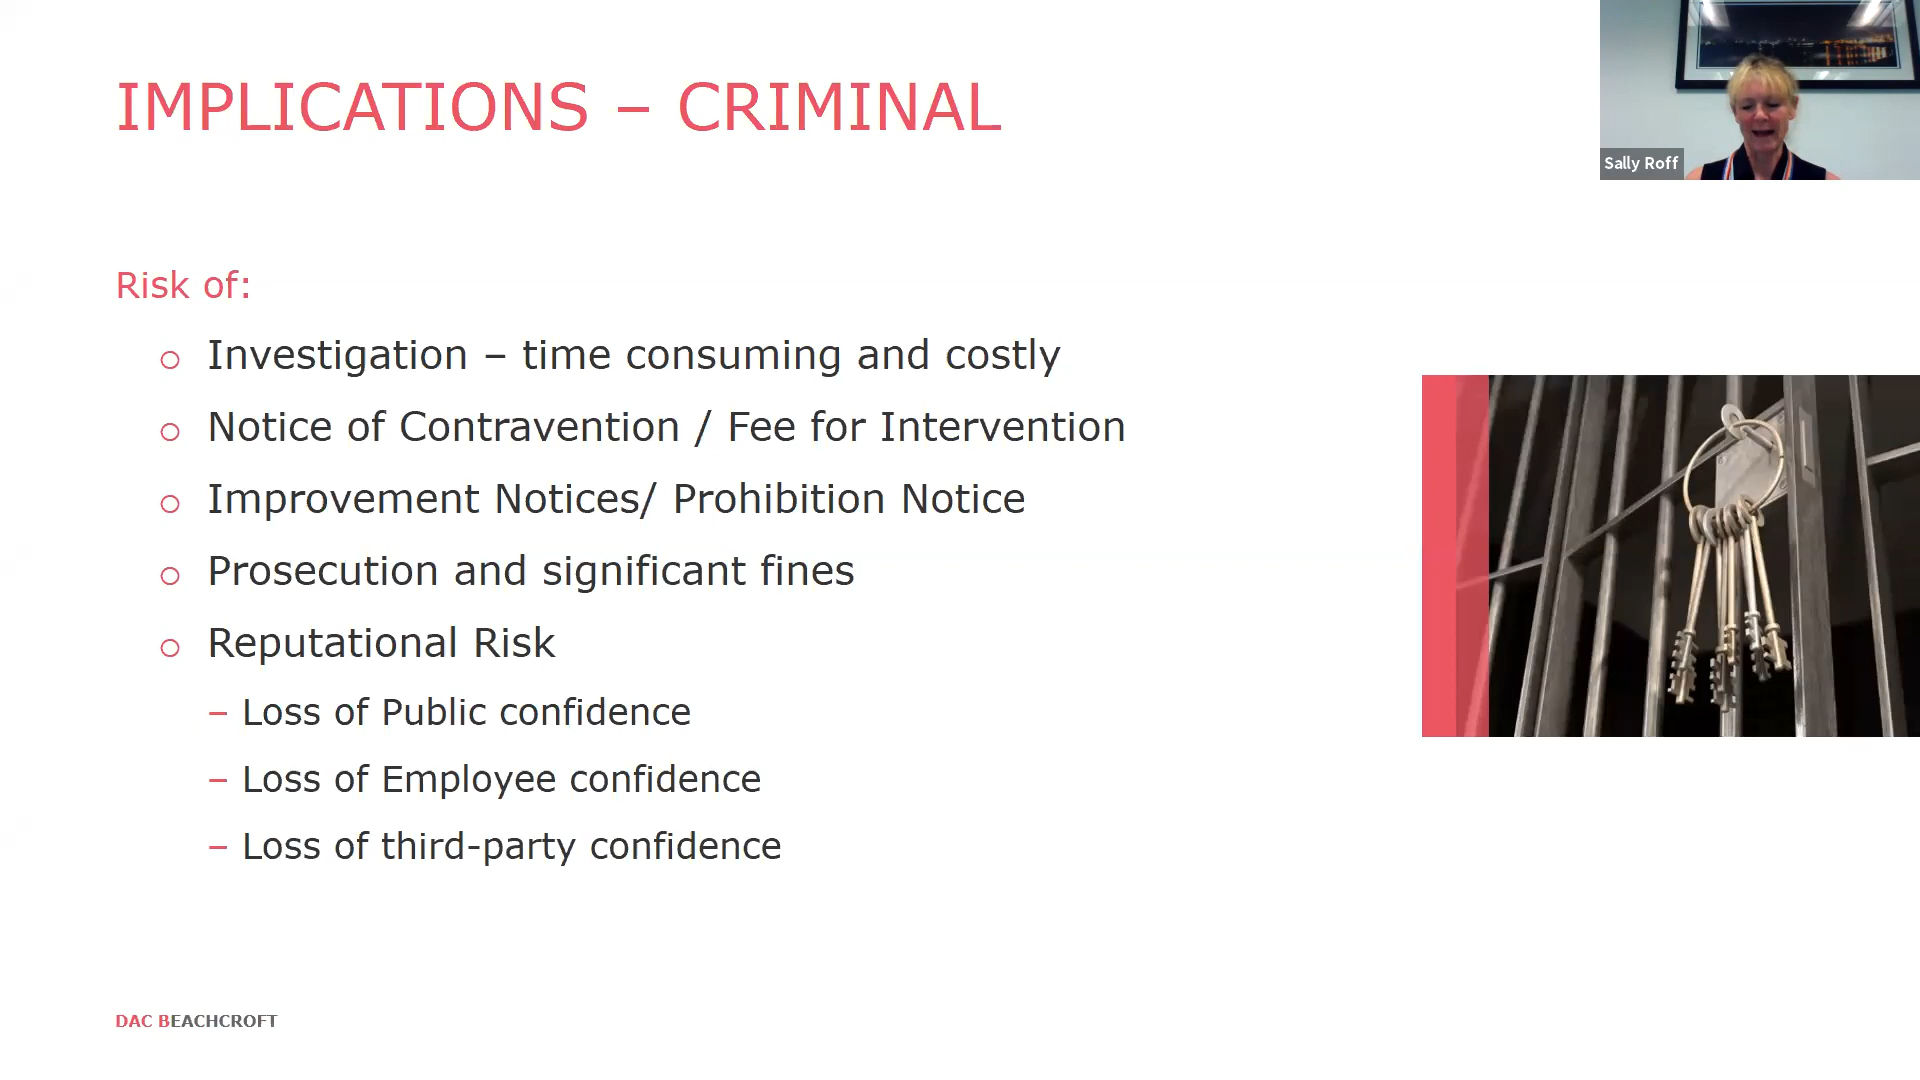 IMPLICATIONS – CRIMINAL
Sally Roff
Risk of:
Investigation – time consuming and costly
Notice of Contravention / Fee for Intervention
Improvement Notices/ Prohibition Notice
Prosecution and significant fines
Reputational Risk
– Loss of Public confidence
– Loss of Employee confidence
– Loss of third-party confidence
DAC BEACHCROFT